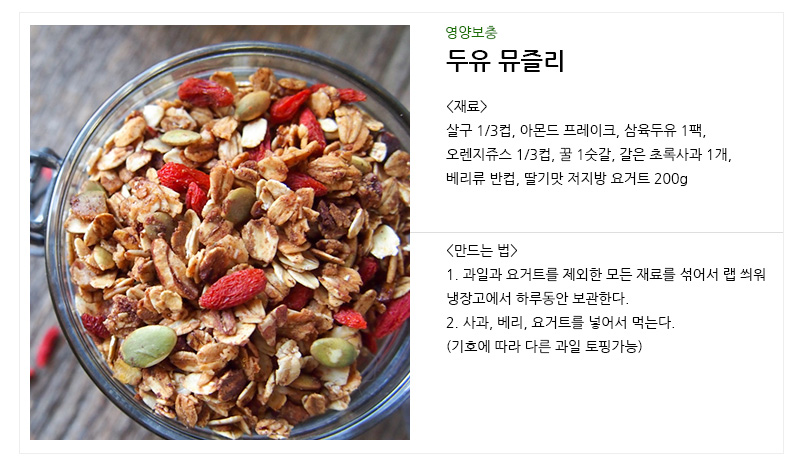 영양보충
두유 뮤즐리
<재료>
살구 1/3컵, 아몬드 프레이크, 삼육두유 1팩,
오렌지쥬스 1/3컵, 꿀 1숫갈, 갈은 초록사과 1개,
베리류 반컵, 딸기맛 저지방 요거트 200g
<만드는 법>
1. 과일과 요거트를 제외한 모든 재료를 섞어서 랩 씌워
냉장고에서 하루동안 보관한다.
2. 사과, 베리, 요거트를 넣어서 먹는다.
(기호에 따라 다른 과일 토핑가능)